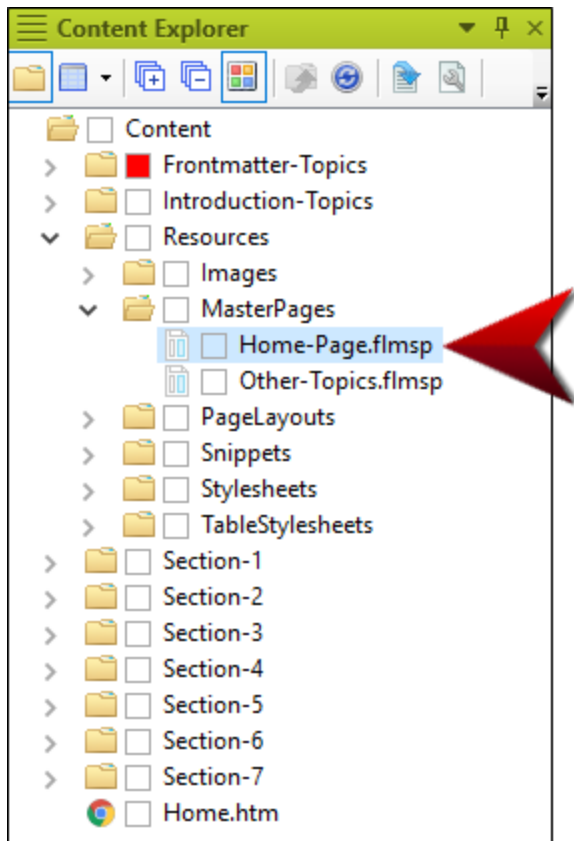 Content Explorer
Content
Frontmatter-Topics
Introduction-Topics
Resources
Images
MasterPages
Home-Page.flmsp
Other-Topics.flmsp
PageLayouts
Snippets
Stylesheets
TableStylesheets
Section-1
Section-2
Section-3
Section-4
Section-5
Section-6
Section-7
Home.htm